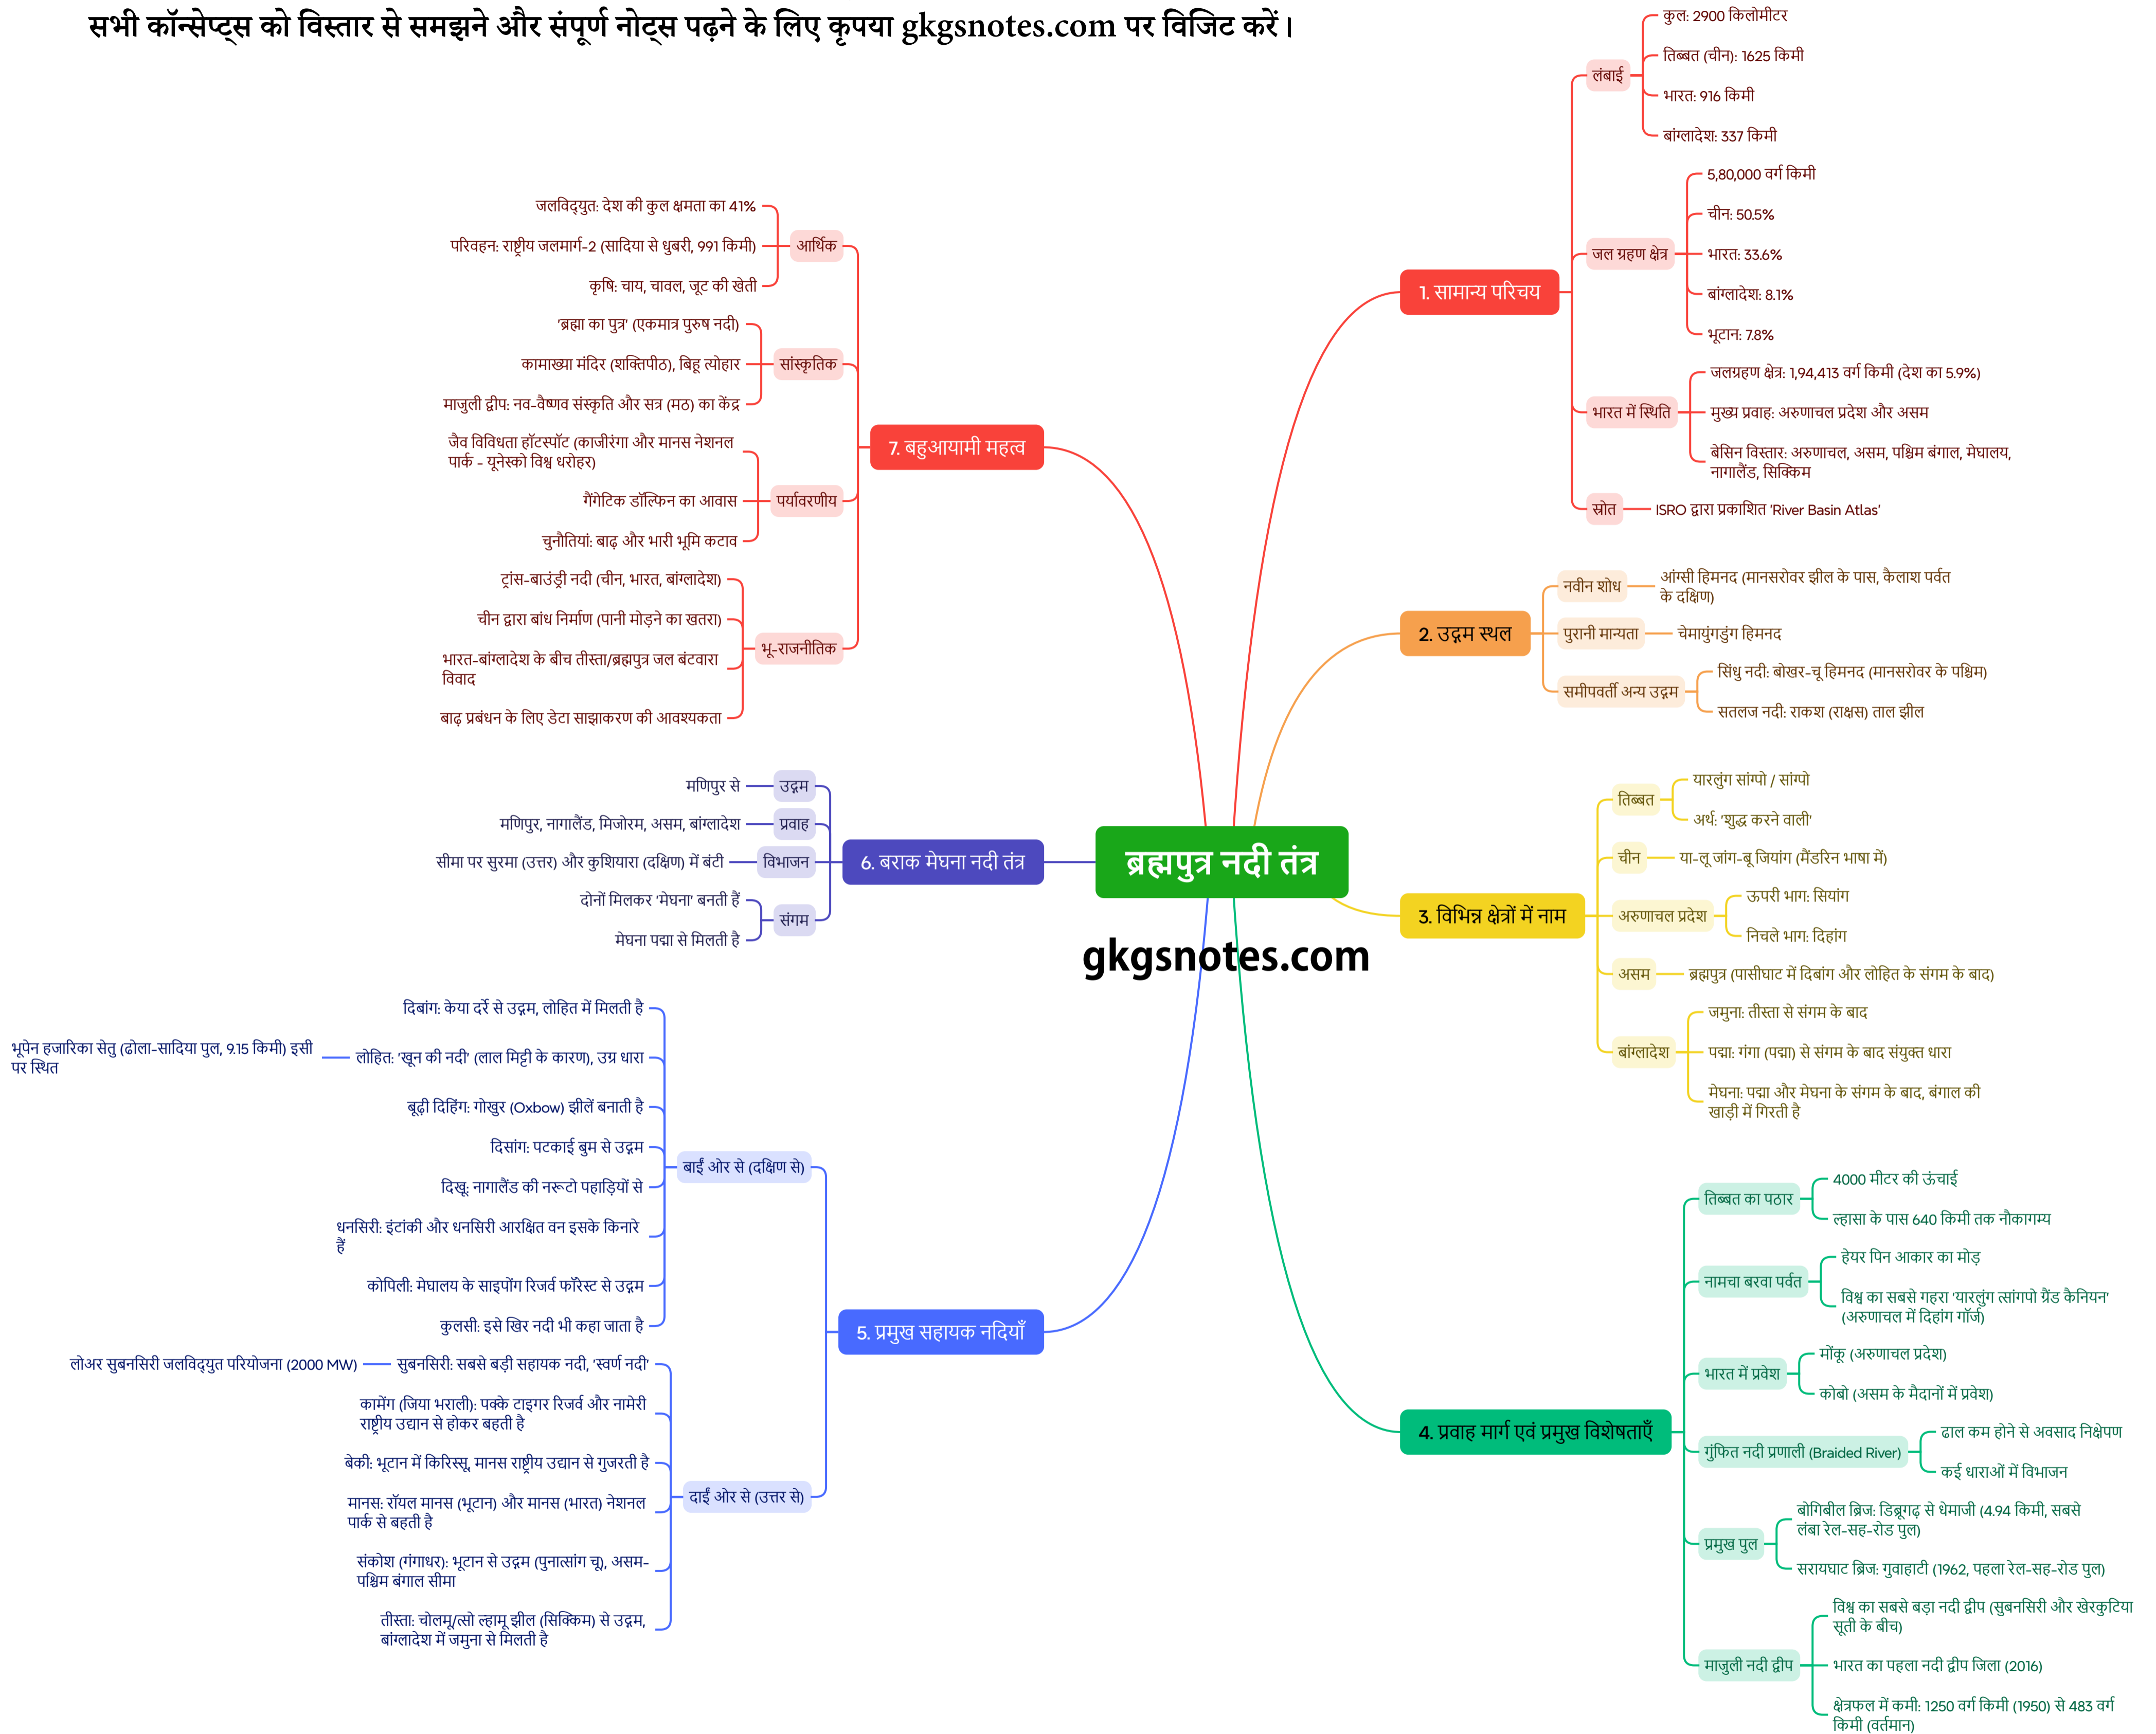 सभी कॉन्सेप्ट्स को विस्तार से समझने और संपूर्ण नोट्स पढ़ने के लिए कृपया gkgsnotes.com पर विजिट करें।
ब्रह्मपुत्र नदी तंत्र
gkgsnotes.com
1. सामान्य परिचय
लंबाई
कुल: 2900 किलोमीटर
तिब्बत (चीन): 1625 किमी
भारत: 916 किमी
बांग्लादेश: 337 किमी
जल ग्रहण क्षेत्र
5,80,000 वर्ग किमी
चीन: 50.5%
भारत: 33.6%
बांग्लादेश: 8.1%
भूटान: 7.8%
भारत में स्थिति
जलग्रहण क्षेत्र: 1,94,413 वर्ग किमी (देश का 5.9%)
मुख्य प्रवाह: अरुणाचल प्रदेश और असम
बेसिन विस्तार: अरुणाचल, असम, पश्चिम बंगाल, मेघालय,
नागालैंड, सिक्किम
स्रोत
ISRO द्वारा प्रकाशित 'River Basin Atlas'
2. उद्गम स्थल
नवीन शोध
आंग्सी हिमनद (मानसरोवर झील के पास, कैलाश पर्वत
के दक्षिण)
पुरानी मान्यता
चेमायुंगडुंग हिमनद
समीपवर्ती अन्य उद्गम
सिंधु नदी: बोखर-चू हिमनद (मानसरोवर के पश्चिम)
सतलज नदी: राकश (राक्षस) ताल झील
3. विभिन्न क्षेत्रों में नाम
तिब्बत
यारलुंग सांग्पो / सांग्पो
अर्थ: 'शुद्ध करने वाली'
चीन
या-लू जांग-बू जियांग (मैंडरिन भाषा में)
अरुणाचल प्रदेश
ऊपरी भाग: सियांग
निचले भाग: दिहांग
असम
ब्रह्मपुत्र (पासीघाट में दिबांग और लोहित के संगम के बाद)
बांग्लादेश
जमुना: तीस्ता से संगम के बाद
पद्मा: गंगा (पद्मा) से संगम के बाद संयुक्त धारा
मेघना: पद्मा और मेघना के संगम के बाद, बंगाल की
खाड़ी में गिरती है
4. प्रवाह मार्ग एवं प्रमुख विशेषताएँ
तिब्बत का पठार
4000 मीटर की ऊंचाई
ल्हासा के पास 640 किमी तक नौकागम्य
नामचा बरवा पर्वत
हेयर पिन आकार का मोड़
विश्व का सबसे गहरा 'यारलुंग त्सांगपो ग्रैंड कैनियन'
(अरुणाचल में दिहांग गॉर्ज)
भारत में प्रवेश
मोंकू (अरुणाचल प्रदेश)
कोबो (असम के मैदानों में प्रवेश)
गुंफित नदी प्रणाली (Braided River)
ढाल कम होने से अवसाद निक्षेपण
कई धाराओं में विभाजन
प्रमुख पुल
बोगिबील ब्रिज: डिब्रूगढ़ से धेमाजी (4.94 किमी, सबसे
लंबा रेल-सह-रोड पुल)
सरायघाट ब्रिज: गुवाहाटी (1962, पहला रेल-सह-रोड पुल)
माजुली नदी द्वीप
विश्व का सबसे बड़ा नदी द्वीप (सुबनसिरी और खेरकुटिया
सूती के बीच)
भारत का पहला नदी द्वीप जिला (2016)
क्षेत्रफल में कमी: 1250 वर्ग किमी (1950) से 483 वर्ग
किमी (वर्तमान)
5. प्रमुख सहायक नदियाँ
बाईं ओर से (दक्षिण से)
दिबांग: केया दर्रे से उद्गम, लोहित में मिलती है
लोहित: 'खून की नदी' (लाल मिट्टी के कारण), उग्र धारा
भूपेन हजारिका सेतु (ढोला-सादिया पुल, 9.15 किमी) इसी
पर स्थित
बूढ़ी दिहिंग: गोखुर (Oxbow) झीलें बनाती है
दिसांग: पटकाई बुम से उद्गम
दिखू: नागालैंड की नरूटो पहाड़ियों से
धनसिरी: इंटांकी और धनसिरी आरक्षित वन इसके किनारे
हैं
कोपिली: मेघालय के साइपोंग रिजर्व फॉरेस्ट से उद्गम
कुलसी: इसे खिर नदी भी कहा जाता है
दाईं ओर से (उत्तर से)
सुबनसिरी: सबसे बड़ी सहायक नदी, 'स्वर्ण नदी'
लोअर सुबनसिरी जलविद्युत परियोजना (2000 MW)
कामेंग (जिया भराली): पक्के टाइगर रिजर्व और नामेरी
राष्ट्रीय उद्यान से होकर बहती है
बेकी: भूटान में किरिस्सू, मानस राष्ट्रीय उद्यान से गुजरती है
मानस: रॉयल मानस (भूटान) और मानस (भारत) नेशनल
पार्क से बहती है
संकोश (गंगाधर): भूटान से उद्गम (पुनात्सांग चू), असम-
पश्चिम बंगाल सीमा
तीस्ता: चोलमू/त्सो ल्हामू झील (सिक्किम) से उद्गम,
बांग्लादेश में जमुना से मिलती है
6. बराक मेघना नदी तंत्र
उद्गम
मणिपुर से
प्रवाह
मणिपुर, नागालैंड, मिजोरम, असम, बांग्लादेश
विभाजन
सीमा पर सुरमा (उत्तर) और कुशियारा (दक्षिण) में बंटी
संगम
दोनों मिलकर 'मेघना' बनती हैं
मेघना पद्मा से मिलती है
7. बहुआयामी महत्व
आर्थिक
जलविद्युत: देश की कुल क्षमता का 41%
परिवहन: राष्ट्रीय जलमार्ग-2 (सादिया से धुबरी, 991 किमी)
कृषि: चाय, चावल, जूट की खेती
सांस्कृतिक
'ब्रह्मा का पुत्र' (एकमात्र पुरुष नदी)
कामाख्या मंदिर (शक्तिपीठ), बिहू त्योहार
माजुली द्वीप: नव-वैष्णव संस्कृति और सत्र (मठ) का केंद्र
पर्यावरणीय
जैव विविधता हॉटस्पॉट (काजीरंगा और मानस नेशनल
पार्क - यूनेस्को विश्व धरोहर)
गैंगेटिक डॉल्फिन का आवास
चुनौतियां: बाढ़ और भारी भूमि कटाव
भू-राजनीतिक
ट्रांस-बाउंड्री नदी (चीन, भारत, बांग्लादेश)
चीन द्वारा बांध निर्माण (पानी मोड़ने का खतरा)
भारत-बांग्लादेश के बीच तीस्ता/ब्रह्मपुत्र जल बंटवारा
विवाद
बाढ़ प्रबंधन के लिए डेटा साझाकरण की आवश्यकता